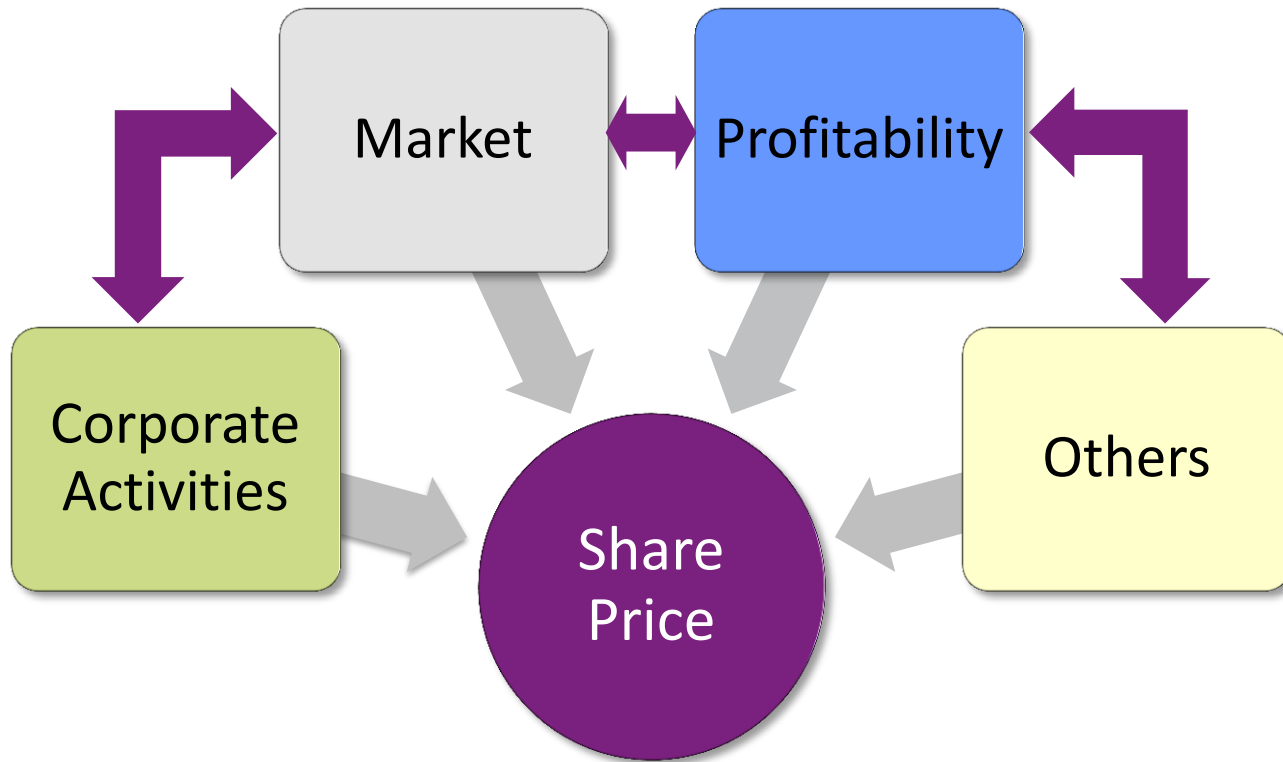 Market
Profitability
Corporate
Activities
Others
Share
Price